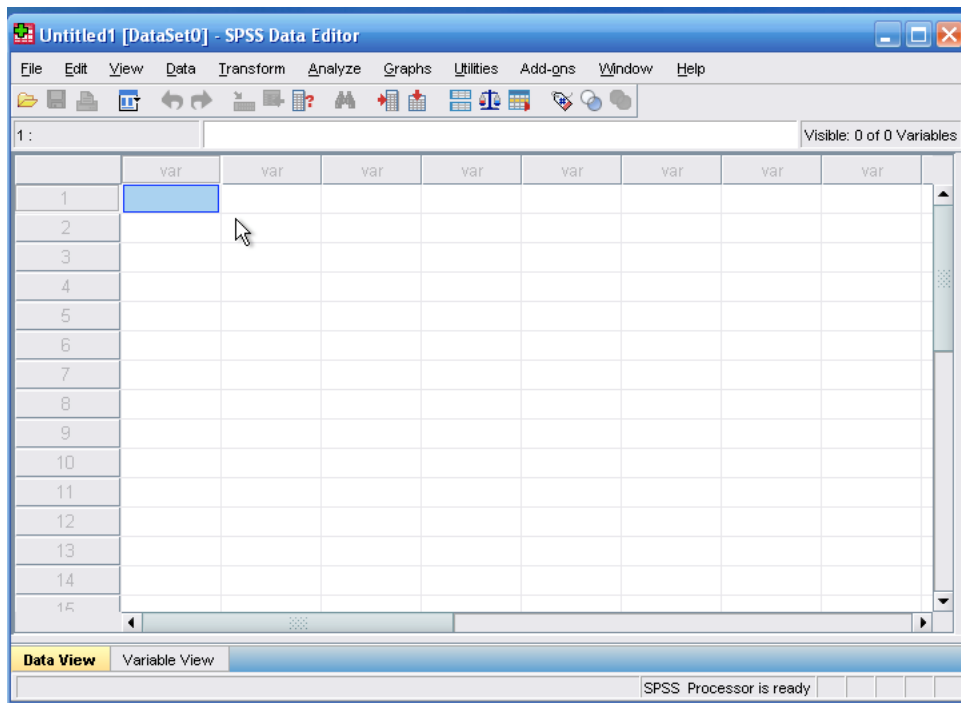 Untitled1 [DataSet0] - SPSS Data Editor
File Edit View Data Transform Analyze Graphs Utilities Add-ons Window Help
1 : Visible: 0 of 0 Variables
var var var var var var var var
1
2
3
4
5
6
7
8
9
10
11
12
13
14
15
Data View Variable View
SPSS Processor is ready